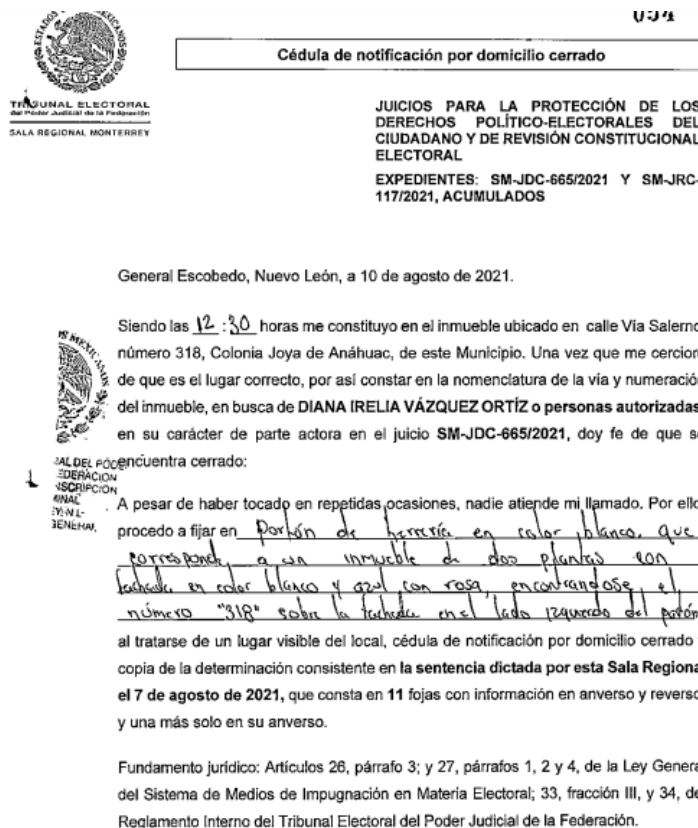 054
Cédula de notificación por domicilio cerrado
TRIBUNAL ELECTORAL
del Poder Judicial de la Federación
SALA REGIONAL MONTERREY
JUICIOS PARA LA PROTECCIÓN DE LOS
DERECHOS POLÍTICO-ELECTORALES DEL
CIUDADANO Y DE REVISIÓN CONSTITUCIONAL
ELECTORAL
EXPEDIENTES: SM-JDC-665/2021 Y SM-JRC-
117/2021, ACUMULADOS
General Escobedo, Nuevo León, a 10 de agosto de 2021.
Siendo las 12 : 30 horas me constituyo en el inmueble ubicado en calle Vía Salerno
número 318, Colonia Joya de Anáhuac, de este Municipio. Una vez que me cercior
de que es el lugar correcto, por así constar en la nomenclatura de la vía y numeración
del inmueble, en busca de DIANA IRELIA VÁZQUEZ ORTÍZ o personas autorizadas
en su carácter de parte actora en el juicio SM-JDC-665/2021, doy fe de que se
encuentra cerrado:
A pesar de haber tocado en repetidas ocasiones, nadie atiende mi llamado. Por ello
procedo a fijar en Portón de herrería en color blanco, que
corresponde a un inmueble de dos plantas con
fachada en color blanco y azul con rosa, encontrandose el
número "318" sobre la fachada en el lado izquierdo del portón
al tratarse de un lugar visible del local, cédula de notificación por domicilio cerrado
copia de la determinación consistente en la sentencia dictada por esta Sala Regiona
el 7 de agosto de 2021, que consta en 11 fojas con información en anverso y reverso
y una más solo en su anverso.
Fundamento jurídico: Artículos 26, párrafo 3; y 27, párrafos 1, 2 y 4, de la Ley Genera
del Sistema de Medios de Impugnación en Materia Electoral; 33, fracción III, y 34, de
Reglamento Interno del Tribunal Electoral del Poder Judicial de la Federación.